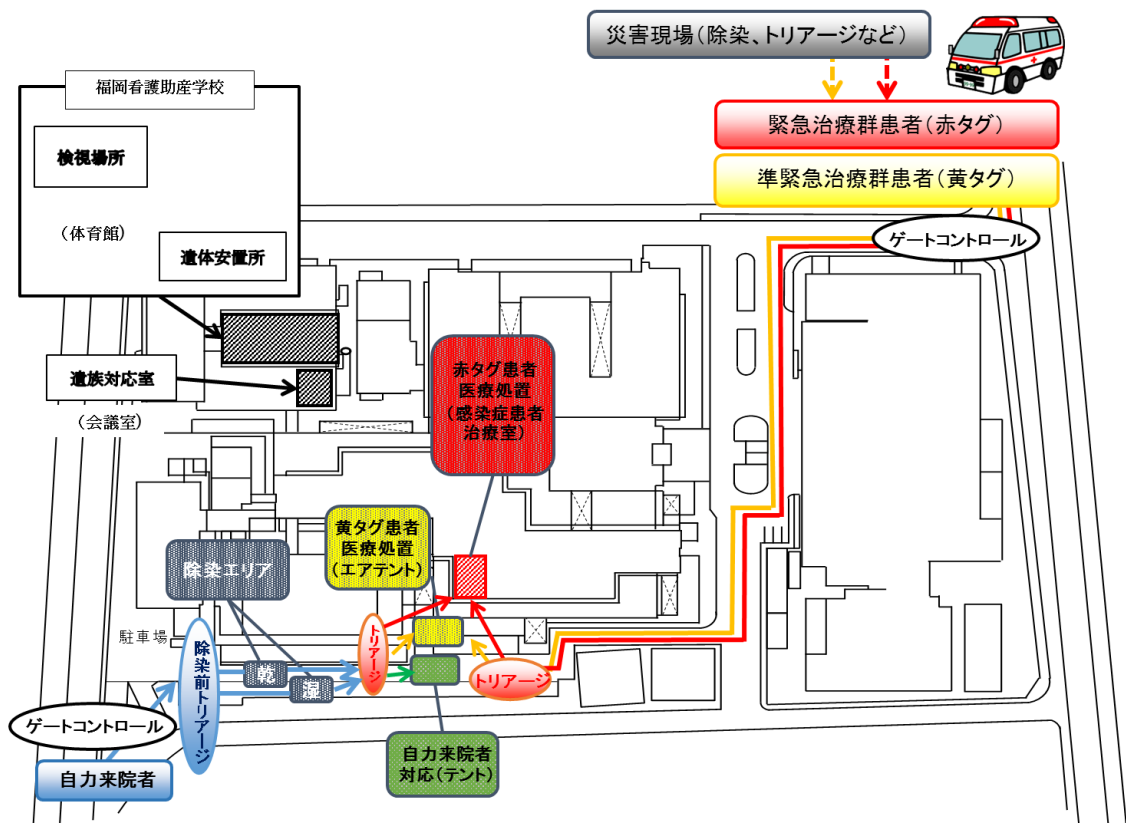 災害現場（除染、トリアージなど）
緊急治療群患者（赤タグ）
準緊急治療群患者（黄タグ）
ゲートコントロール
福岡看護助産学校
検視場所
（体育館）
遺体安置所
遺族対応室
（会議室）
赤タグ患者
医療処置
（感染症患者
治療室）
黄タグ患者
医療処置
（エアテント）
除染エリア
駐車場
除染前トリアージ
乾
湿
トリアージ
トリアージ
ゲートコントロール
自力来院者
自力来院者
対応（テント）